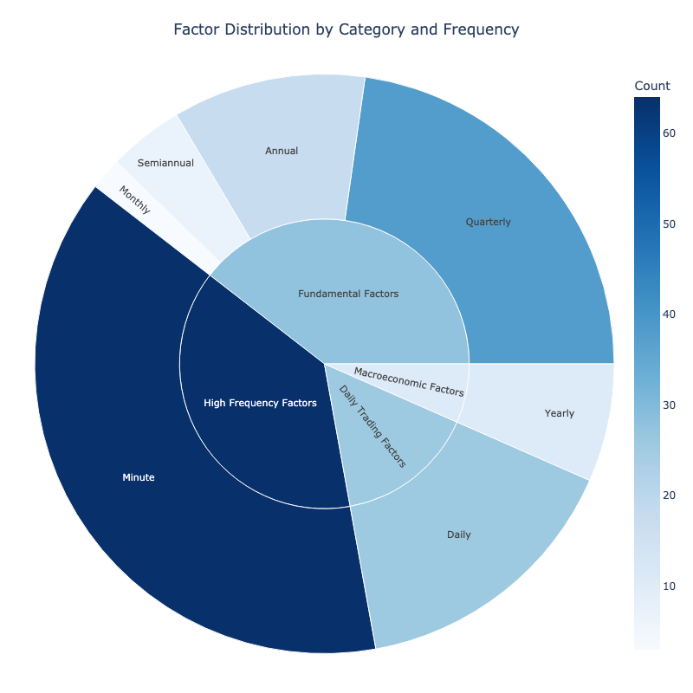 Factor Distribution by Category and Frequency
Count
60
50
40
30
20
10
Annual
Semiannual
Monthly
Quarterly
Fundamental Factors
Macroeconomic Factors
High Frequency Factors
Daily Trading Factors
Yearly
Minute
Daily